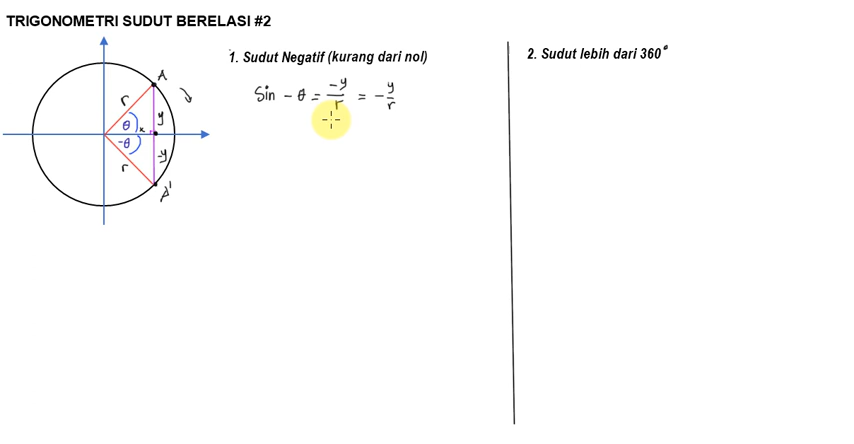 TRIGONOMETRI SUDUT BERELASI #2
1. Sudut Negatif (kurang dari nol)
Sin - θ = -y/r = - y/r
2. Sudut lebih dari 360°
A
r
θ
x
y
-θ
-y
r
A'